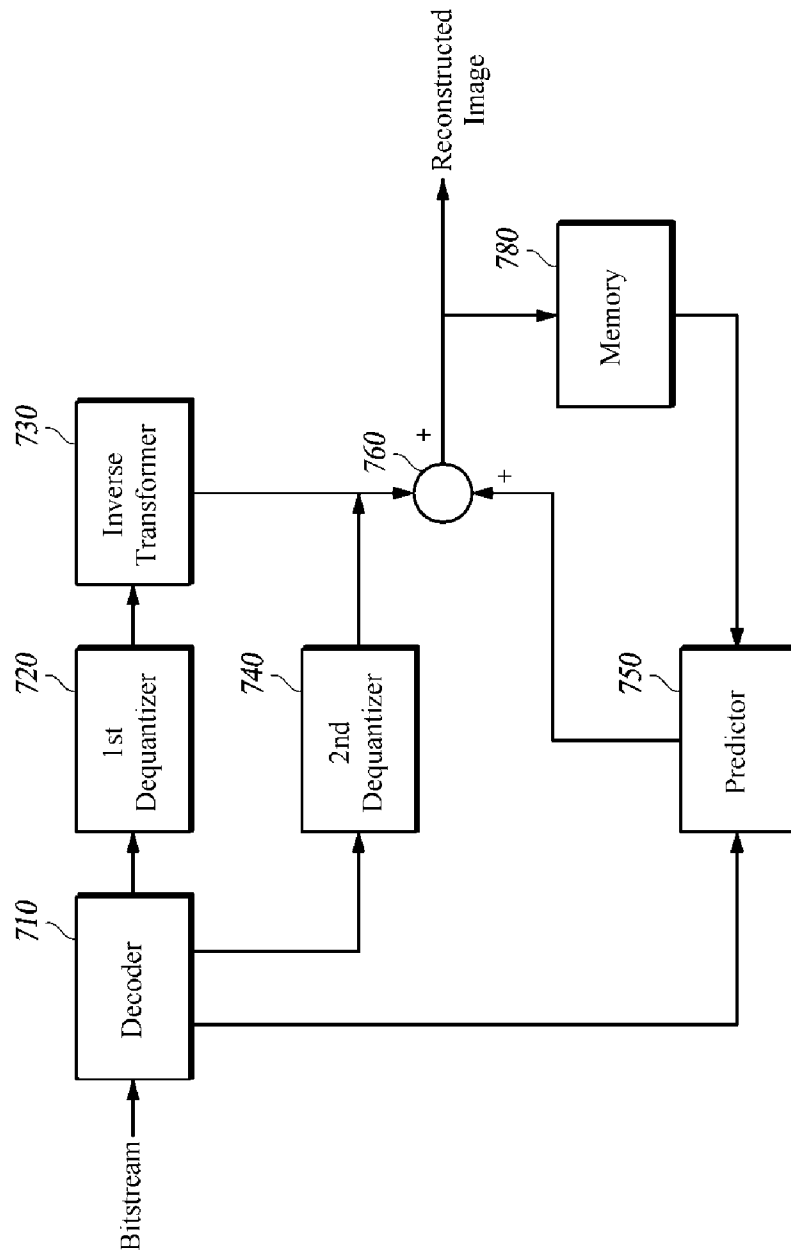 Bitstream
710
Decoder
720
1st
Dequantizer
730
Inverse
Transformer
740
2nd
Dequantizer
760
+
+
Reconstructed
Image
780
Memory
750
Predictor